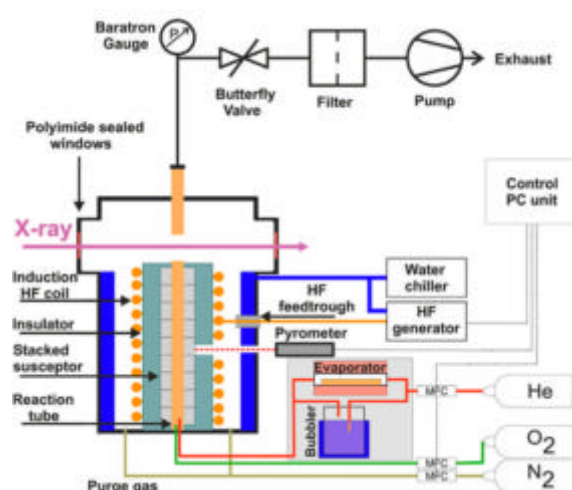 Baratron
Gauge
P
Butterfly
Valve
Filter
Pump
Exhaust
Polyimide sealed
windows
Control
PC unit
X-ray
Induction
HF coil
HF
feedtrough
Water
chiller
HF
generator
Insulator
Pyrometer
Stacked
susceptor
Evaporator
Reaction
tube
Bubbler
MFC
He
MFC
O2
MFC
N2
Purge gas